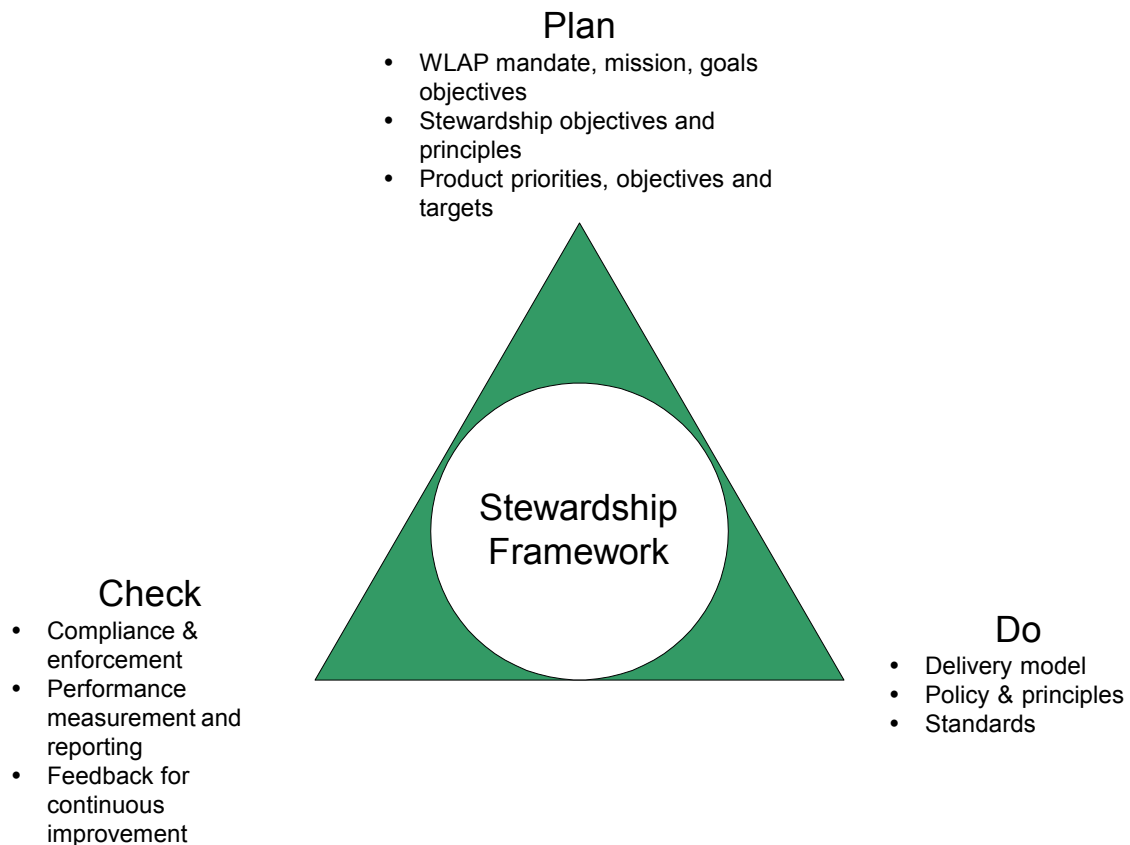 Plan
• WLAP mandate, mission, goals
objectives
• Stewardship objectives and
principles
• Product priorities, objectives and
targets
Stewardship
Framework
Check
• Compliance &
enforcement
• Performance
measurement and
reporting
• Feedback for
continuous
improvement
Do
• Delivery model
• Policy & principles
• Standards